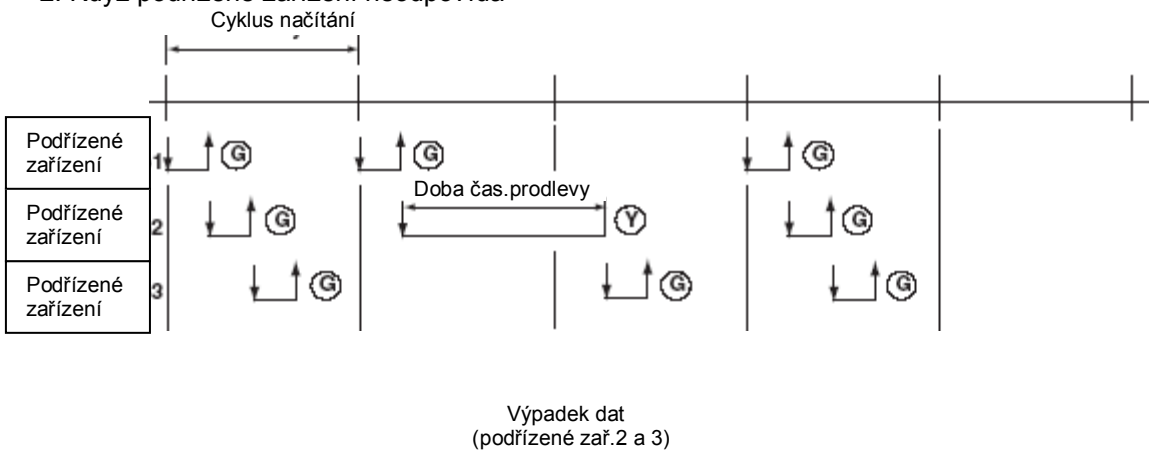 Cyklus načítání
Podřízené
zařízení
1
G
G
G
Doba čas.prodlevy
Podřízené
zařízení
2
G
Y
G
Podřízené
zařízení
3
G
G
G
Výpadek dat
(podřízené zař.2 a 3)